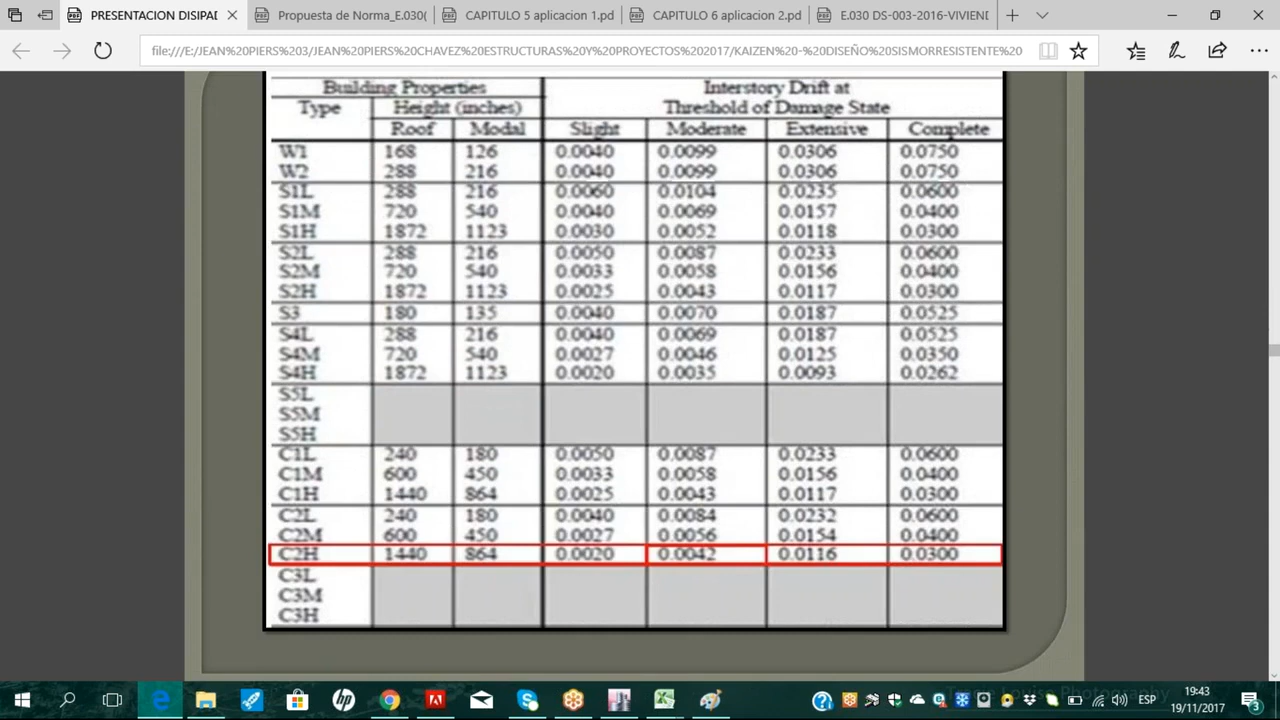 PRESENTACION DISIPAD
Propuesta de Norma_E.030(
CAPITULO 5 aplicacion 1.pd
CAPITULO 6 aplicacion 2.pd
E.030 DS-003-2016-VIVIEND
file:///E:/JEAN%20PIERS%203/JEAN%20PIERS%20CHAVEZ%20ESTRUCTURAS%20Y%20PROYECTOS%202017/KAIZEN%20-%20DISEÑO%20SISMORRESISTENTE%20
Building Properties Interstory Drift at
Type Height (inches) Threshold of Damage State
Roof Modal Slight Moderate Extensive Complete
W1 168 126 0.0040 0.0099 0.0306 0.0750
W2 288 216 0.0040 0.0099 0.0306 0.0750
S1L 288 216 0.0060 0.0104 0.0235 0.0600
S1M 720 540 0.0040 0.0069 0.0157 0.0400
S1H 1872 1123 0.0030 0.0052 0.0118 0.0300
S2L 288 216 0.0050 0.0087 0.0233 0.0600
S2M 720 540 0.0033 0.0058 0.0156 0.0400
S2H 1872 1123 0.0025 0.0043 0.0117 0.0300
S3 180 135 0.0040 0.0070 0.0187 0.0525
S4L 288 216 0.0040 0.0069 0.0187 0.0525
S4M 720 540 0.0027 0.0046 0.0125 0.0350
S4H 1872 1123 0.0020 0.0035 0.0093 0.0262
S5L
S5M
S5H
C1L 240 180 0.0050 0.0087 0.0233 0.0600
C1M 600 450 0.0033 0.0058 0.0156 0.0400
C1H 1440 864 0.0025 0.0043 0.0117 0.0300
C2L 240 180 0.0040 0.0084 0.0232 0.0600
C2M 600 450 0.0027 0.0056 0.0154 0.0400
C2H 1440 864 0.0020 0.0042 0.0116 0.0300
C3L
C3M
C3H
ESP
19:43
19/11/2017